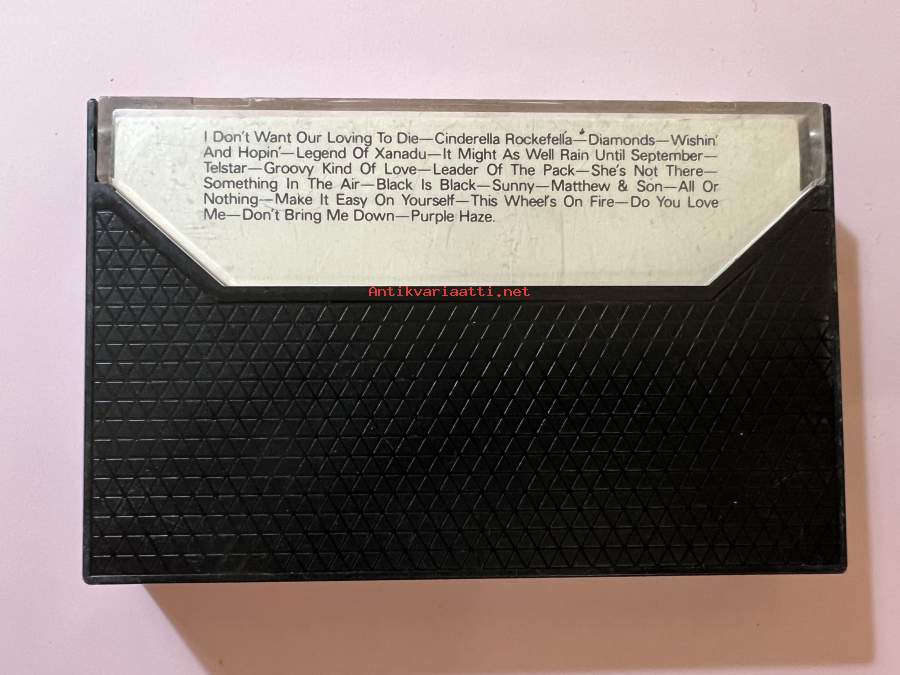 I Don't Want Our Loving To Die—Cinderella Rockefella—Diamonds—Wishin'
And Hopin'—Legend Of Xanadu—It Might As Well Rain Until September—
Telstar—Groovy Kind Of Love—Leader Of The Pack—She's Not There—
Something In The Air—Black Is Black—Sunny—Matthew & Son—All Or
Nothing—Make It Easy On Yourself—This Wheel's On Fire—Do You Love
Me—Don't Bring Me Down—Purple Haze.
Antikvariaatti.net